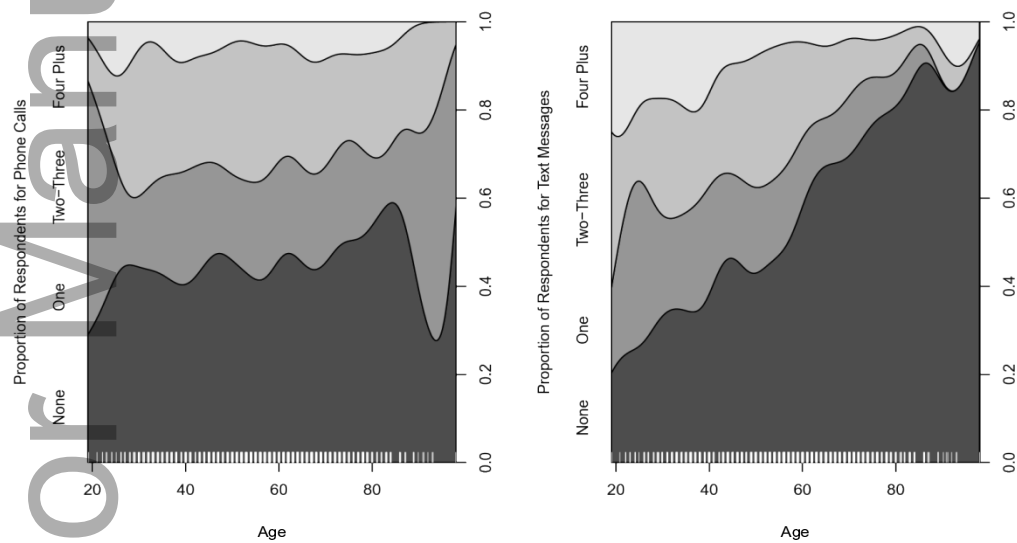 Proportion of Respondents for Phone Calls
None One Two−Three Four Plus
0.0 0.2 0.4 0.6 0.8 1.0
20 40 60 80
Age
Proportion of Respondents for Text Messages
None One Two−Three Four Plus
0.0 0.2 0.4 0.6 0.8 1.0
20 40 60 80
Age
or Manu